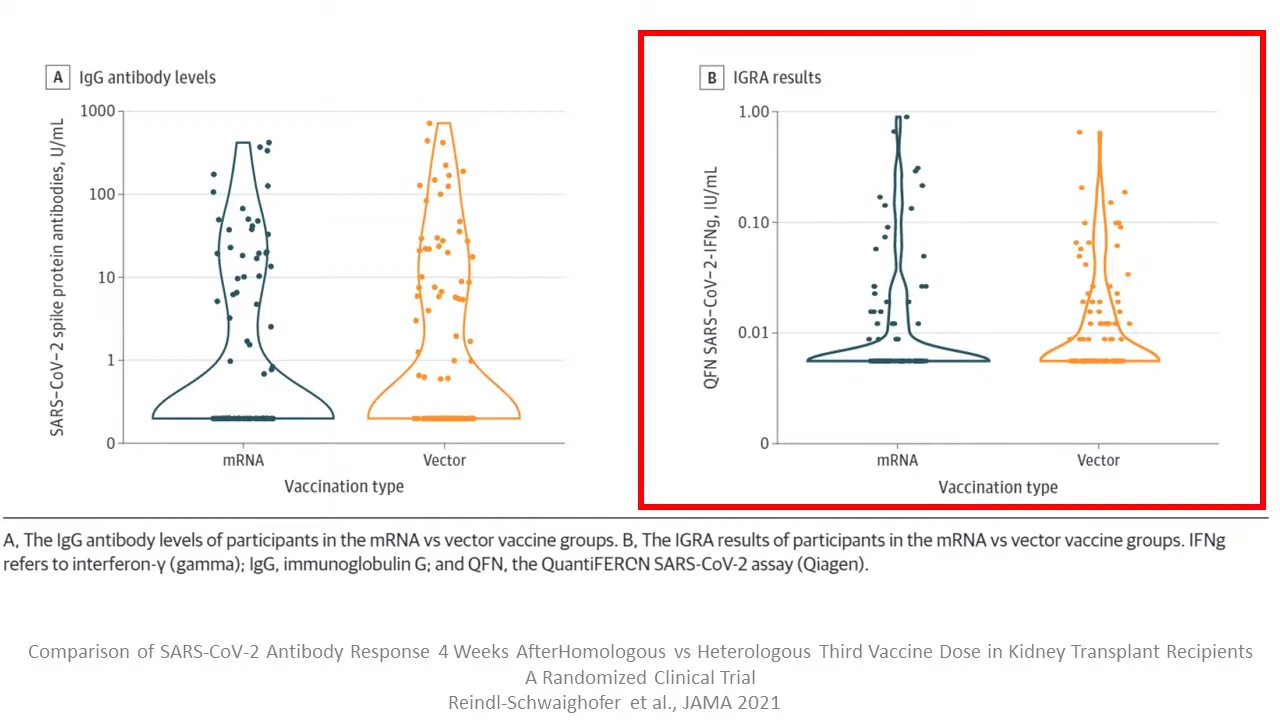 A IgG antibody levels
SARS-CoV-2 spike protein antibodies, U/mL
1000
100
10
1
0
mRNA
Vector
Vaccination type
B IGRA results
QFN SARS-CoV-2-IFNg, IU/mL
1.00
0.10
0.01
0
mRNA
Vector
Vaccination type
A, The IgG antibody levels of participants in the mRNA vs vector vaccine groups. B, The IGRA results of participants in the mRNA vs vector vaccine groups. IFNg
refers to interferon-γ (gamma); IgG, immunoglobulin G; and QFN, the QuantiFERON SARS-CoV-2 assay (Qiagen).
Comparison of SARS-CoV-2 Antibody Response 4 Weeks AfterHomologous vs Heterologous Third Vaccine Dose in Kidney Transplant Recipients
A Randomized Clinical Trial
Reindl-Schwaighofer et al., JAMA 2021